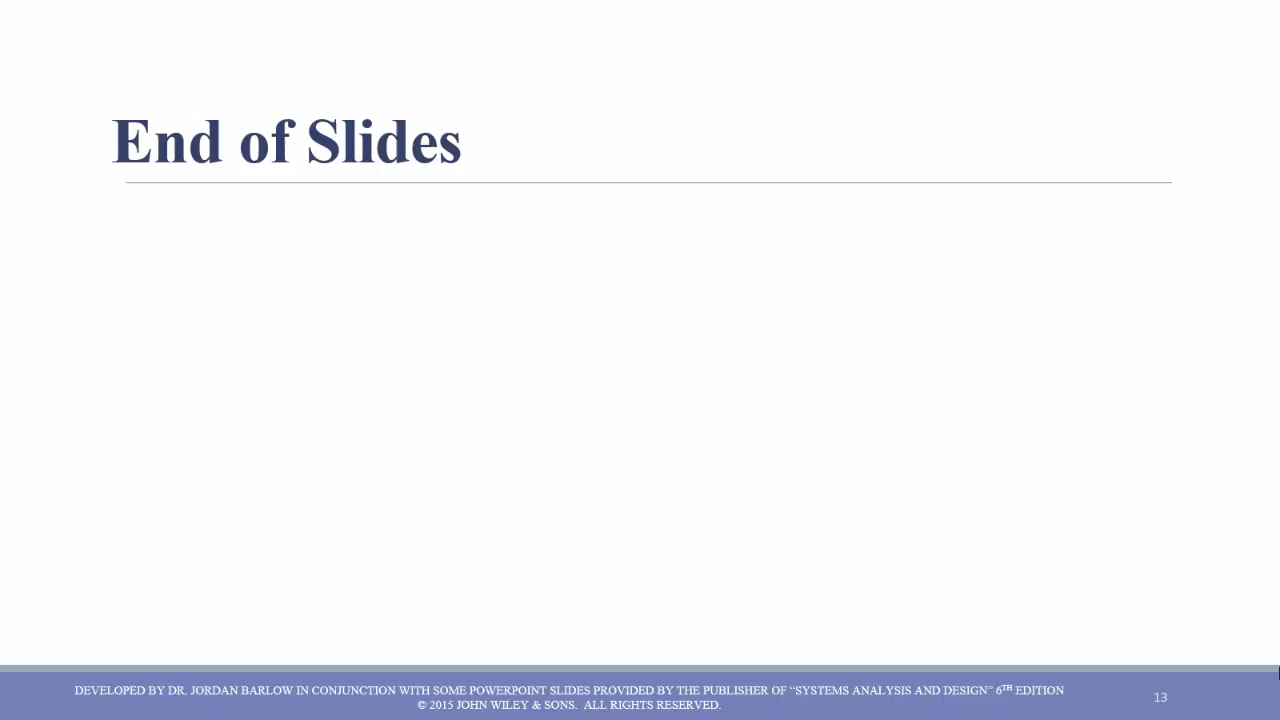 End of Slides
DEVELOPED BY DR. JORDAN BARLOW IN CONJUNCTION WITH SOME POWERPOINT SLIDES PROVIDED BY THE PUBLISHER OF “SYSTEMS ANALYSIS AND DESIGN” 6TH EDITION
© 2015 JOHN WILEY & SONS. ALL RIGHTS RESERVED.
13